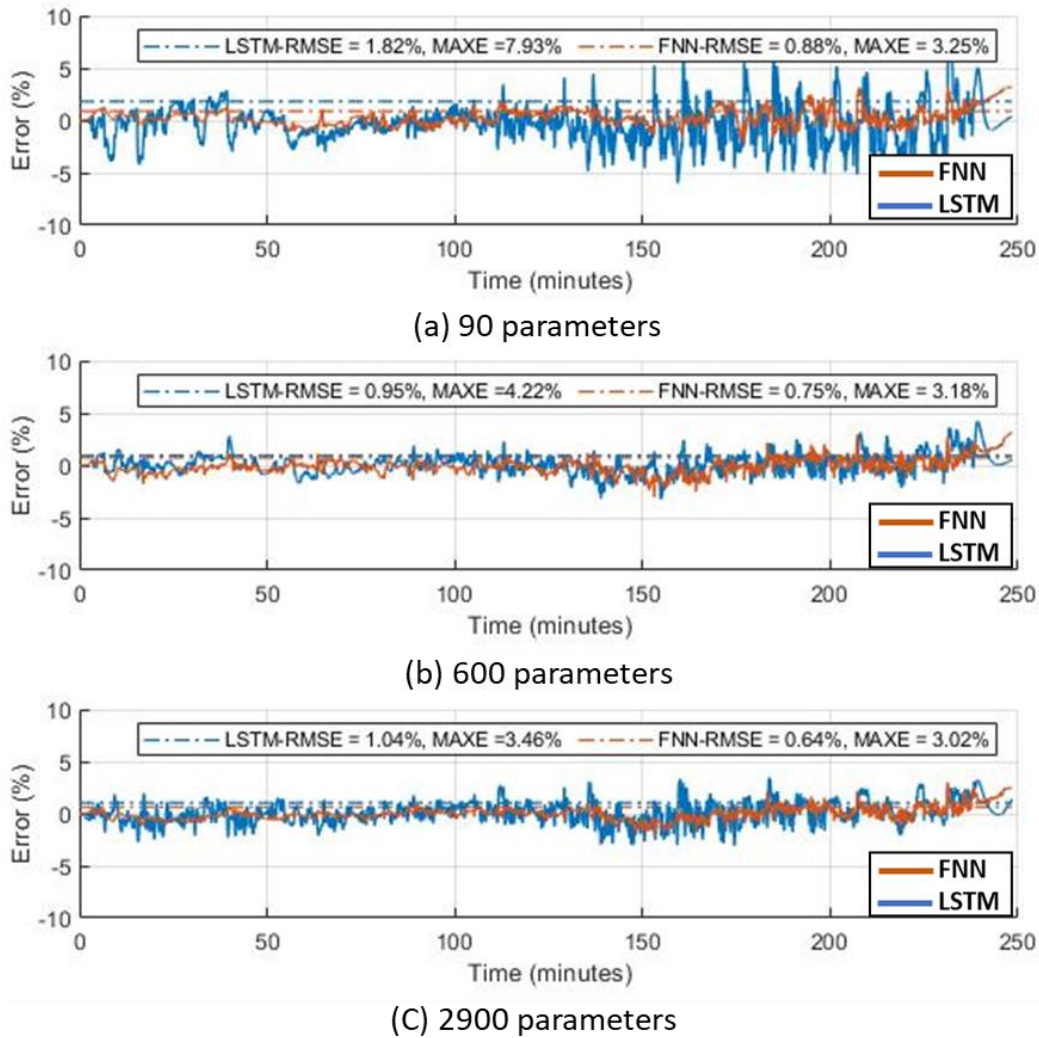 10
LSTM-RMSE = 1.82%, MAXE =7.93% FNN-RMSE = 0.88%, MAXE = 3.25%
5
Error (%)
0
-5
FNN
LSTM
-10
0 50 100 150 200 250
Time (minutes)
(a) 90 parameters
10
LSTM-RMSE = 0.95%, MAXE =4.22% FNN-RMSE = 0.75%, MAXE = 3.18%
5
Error (%)
0
-5
FNN
LSTM
-10
0 50 100 150 200 250
Time (minutes)
(b) 600 parameters
10
LSTM-RMSE = 1.04%, MAXE =3.46% FNN-RMSE = 0.64%, MAXE = 3.02%
5
Error (%)
0
-5
FNN
LSTM
-10
0 50 100 150 200 250
Time (minutes)
(C) 2900 parameters